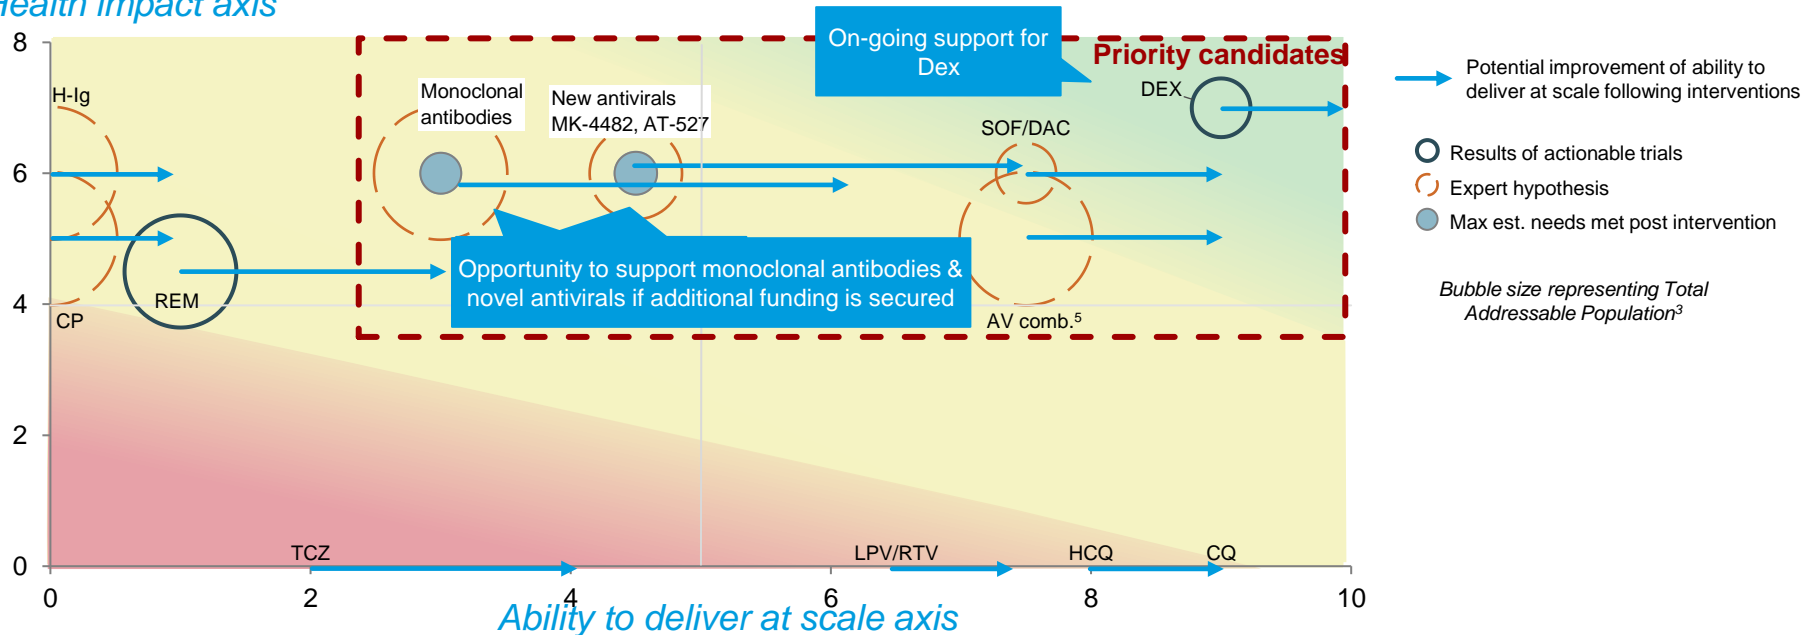 Health impact axis
8
6
4
2
0
0
2
4
6
8
10
Ability to deliver at scale axis
H-Ig
CP
REM
Monoclonal
antibodies
New antivirals
MK-4482, AT-527
On-going support for
Dex
Priority candidates
DEX
SOF/DAC
AV comb.5
Opportunity to support monoclonal antibodies &
novel antivirals if additional funding is secured
TCZ
LPV/RTV
HCQ
CQ
Potential improvement of ability to
deliver at scale following interventions
Results of actionable trials
Expert hypothesis
Max est. needs met post intervention
Bubble size representing Total
Addressable Population3